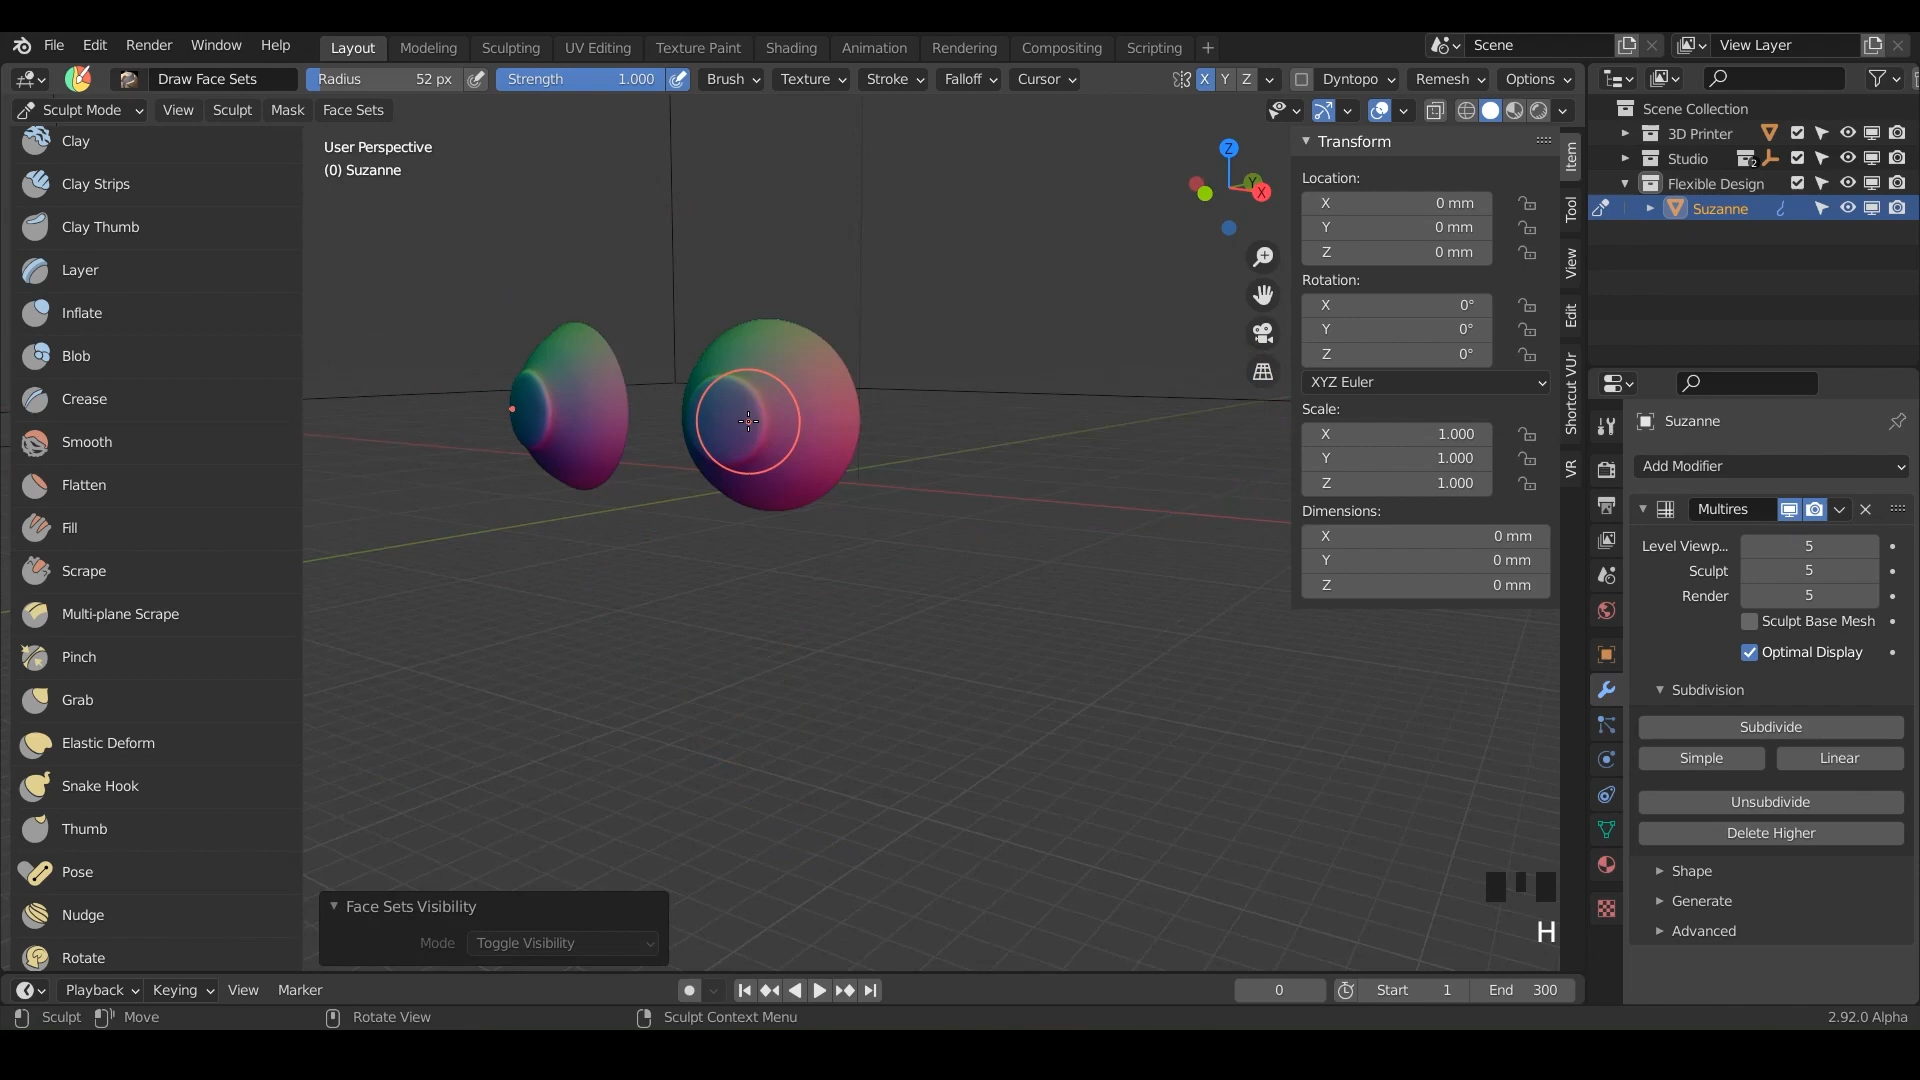 File Edit Render Window Help Layout Modeling Sculpting UV Editing Texture Paint Shading Animation Rendering Compositing Scripting + Scene View Layer
Draw Face Sets Radius 52 px Strength 1.000 Brush Texture Stroke Falloff Cursor X Y Z Dyntopo Remesh Options
Sculpt Mode View Sculpt Mask Face Sets
Clay
Clay Strips
Clay Thumb
Layer
Inflate
Blob
Crease
Smooth
Flatten
Fill
Scrape
Multi-plane Scrape
Pinch
Grab
Elastic Deform
Snake Hook
Thumb
Pose
Nudge
Rotate
User Perspective
(0) Suzanne
Z
Y
X
Face Sets Visibility
Mode Toggle Visibility
H
Transform
Location:
X 0 mm
Y 0 mm
Z 0 mm
Rotation:
X 0°
Y 0°
Z 0°
XYZ Euler
Scale:
X 1.000
Y 1.000
Z 1.000
Dimensions:
X 0 mm
Y 0 mm
Z 0 mm
Item
Tool
View
Edit
Shortcut VUr
VR
Scene Collection
3D Printer
Studio 2
Flexible Design
Suzanne
Suzanne
Add Modifier
Multires
Level Viewp... 5
Sculpt 5
Render 5
Sculpt Base Mesh
Optimal Display
Subdivision
Subdivide
Simple Linear
Unsubdivide
Delete Higher
Shape
Generate
Advanced
Playback Keying View Marker 0 Start 1 End 300
Sculpt Move Rotate View Sculpt Context Menu 2.92.0 Alpha